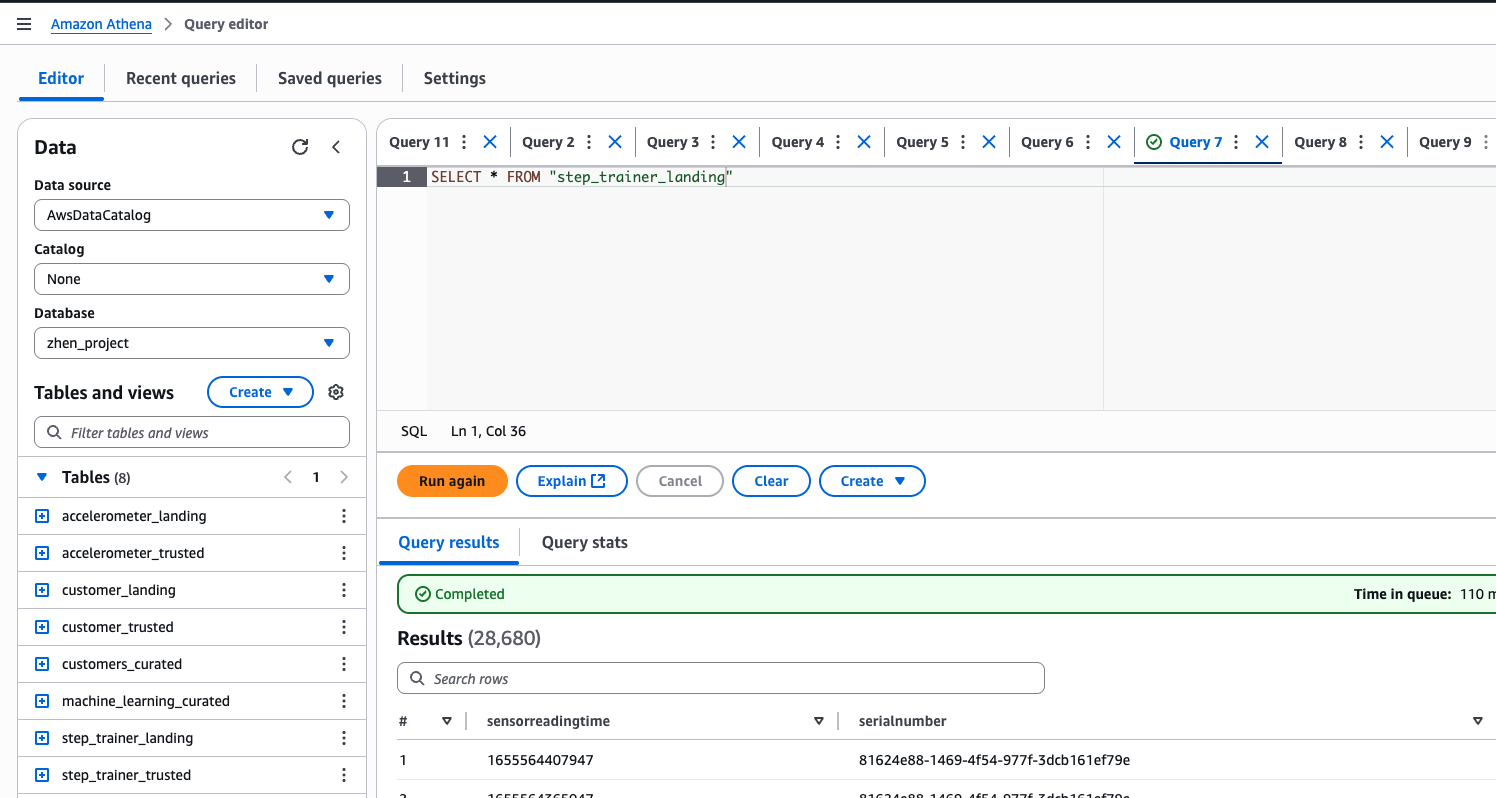 Amazon Athena > Query editor
Editor Recent queries Saved queries Settings
Data
Data source
AwsDataCatalog
Catalog
None
Database
zhen_project
Tables and views Create
Filter tables and views
Tables (8) 1
accelerometer_landing
accelerometer_trusted
customer_landing
customer_trusted
customers_curated
machine_learning_curated
step_trainer_landing
step_trainer_trusted
Query 11 Query 2 Query 3 Query 4 Query 5 Query 6 Query 7 Query 8 Query 9
1 SELECT * FROM "step_trainer_landing"
SQL Ln 1, Col 36
Run again Explain Cancel Clear Create
Query results Query stats
Completed Time in queue: 110 m
Results (28,680)
Search rows
# sensorreadingtime serialnumber
1 1655564407947 81624e88-1469-4f54-977f-3dcb161ef79e